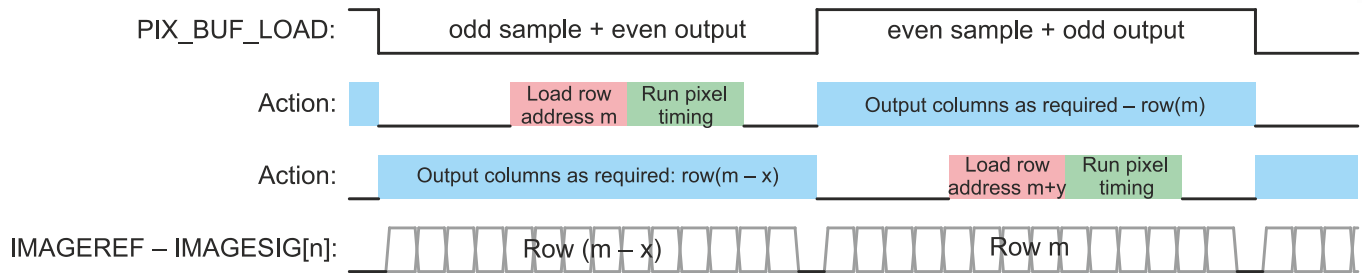 PIX_BUF_LOAD:
odd sample + even output
even sample + odd output
Action:
Load row
address m
Run pixel
timing
Output columns as required – row(m)
Action:
Output columns as required: row(m – x)
Load row
address m+y
Run pixel
timing
IMAGEREF – IMAGESIG[n]:
Row (m – x)
Row m